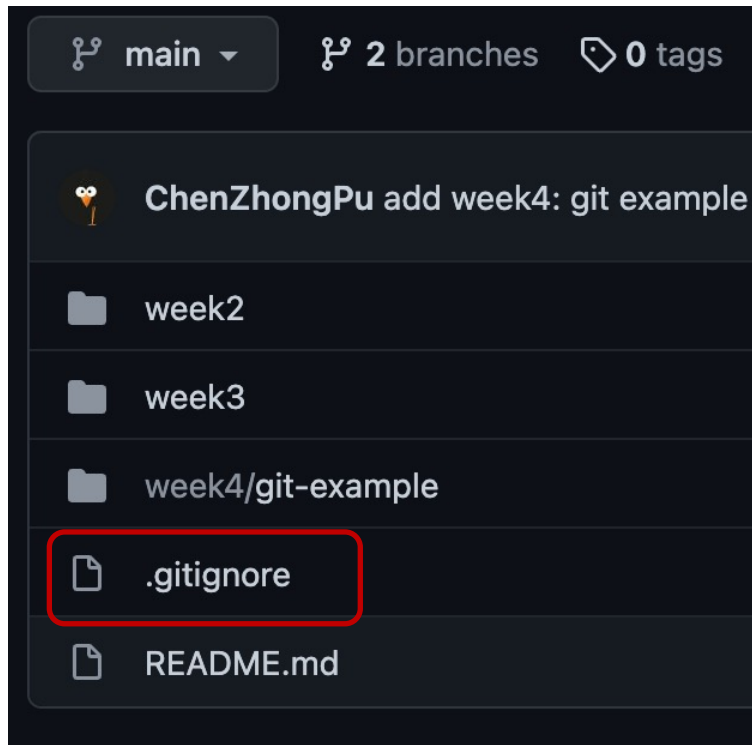 main 2 branches 0 tags
ChenZhongPu add week4: git example
week2
week3
week4/git-example
.gitignore
README.md